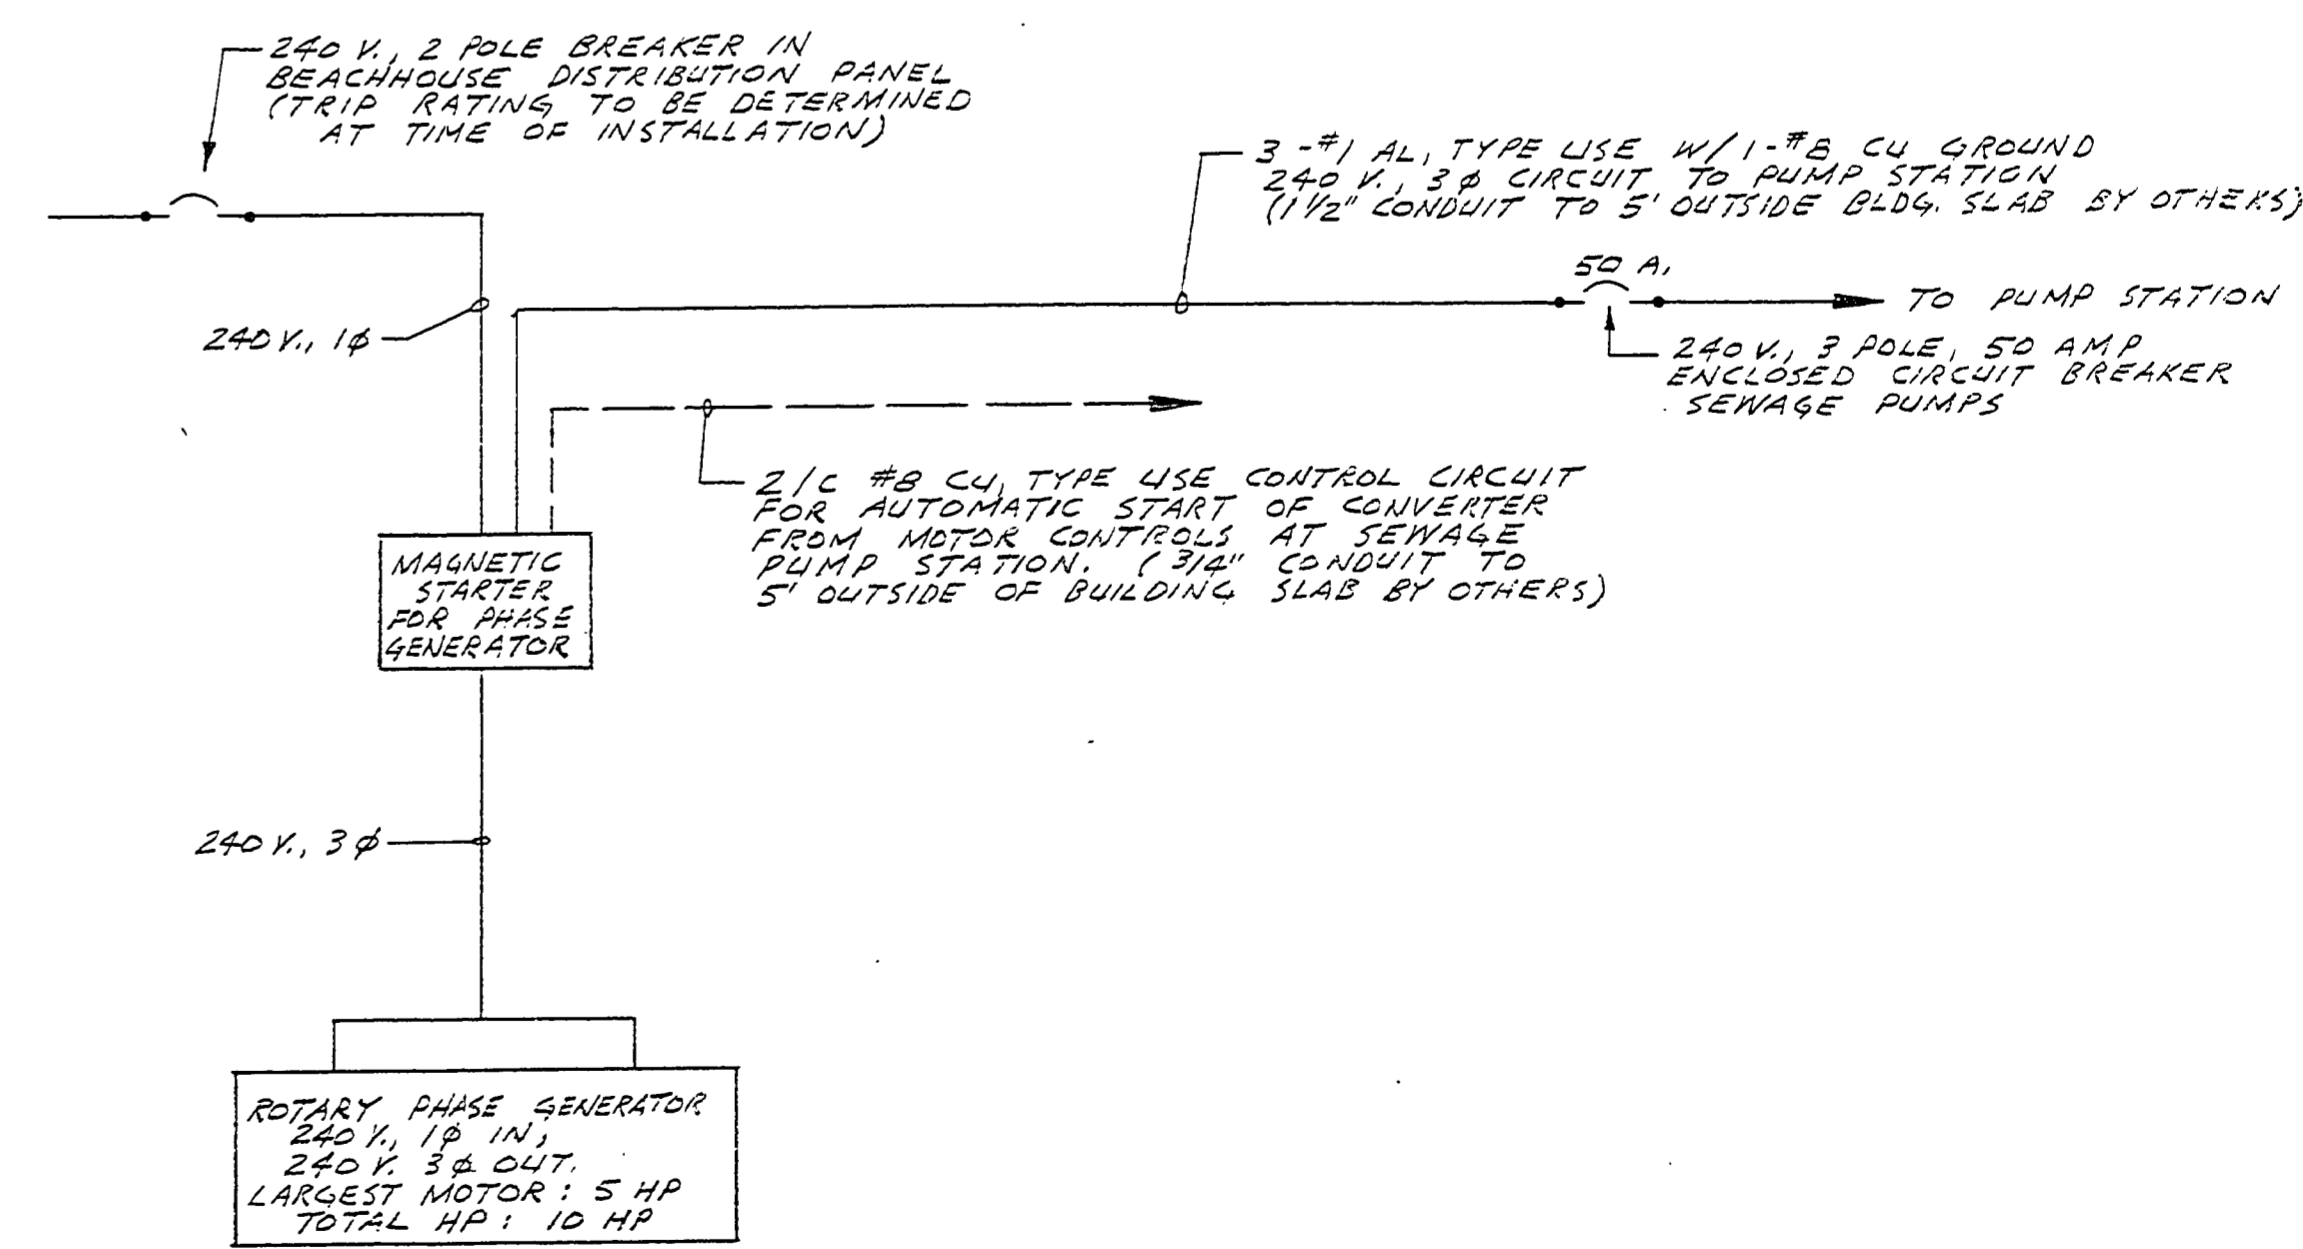 240 V., 2 POLE BREAKER IN
BEACHHOUSE DISTRIBUTION PANEL
(TRIP RATING TO BE DETERMINED
AT TIME OF INSTALLATION)
3 - #1 AL, TYPE USE W/ 1 - #8 CU GROUND
240 V., 3 φ CIRCUIT TO PUMP STATION
(1 1/2" CONDUIT TO 5' OUTSIDE BLDG. SLAB BY OTHERS)
50 A.
TO PUMP STATION
240 V., 1φ
240 V., 3 POLE, 50 AMP
ENCLOSED CIRCUIT BREAKER
SEWAGE PUMPS
2/C #8 CU, TYPE USE CONTROL CIRCUIT
FOR AUTOMATIC START OF CONVERTER
FROM MOTOR CONTROLS AT SEWAGE
PUMP STATION. (3/4" CONDUIT TO
5' OUTSIDE OF BUILDING SLAB BY OTHERS)
MAGNETIC
STARTER
FOR PHASE
GENERATOR
240 V., 3 φ
ROTARY PHASE GENERATOR
240 V., 1φ IN,
240 V. 3φ OUT.
LARGEST MOTOR : 5 HP
TOTAL HP : 10 HP